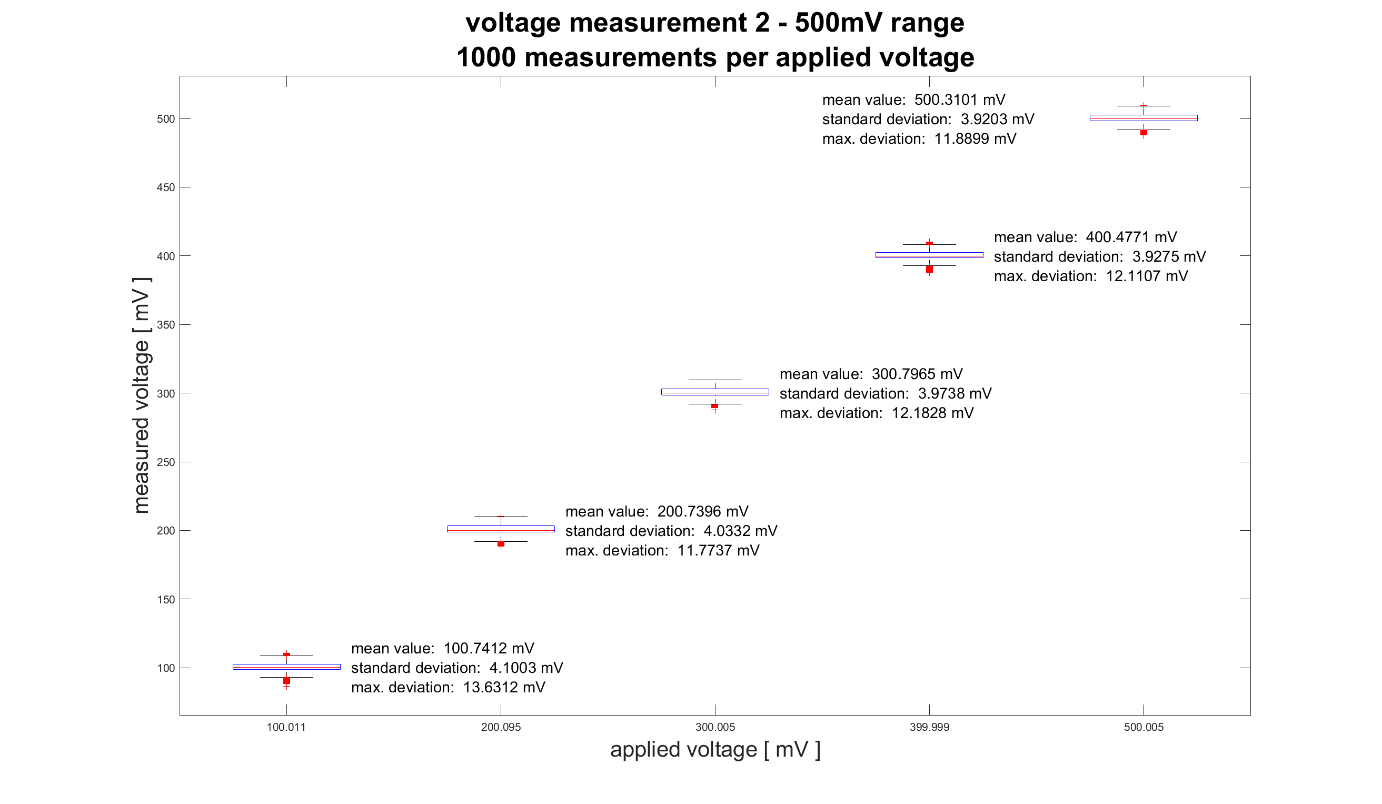 voltage measurement 2 - 500mV range
1000 measurements per applied voltage
mean value: 500.3101 mV
standard deviation: 3.9203 mV
max. deviation: 11.8899 mV
mean value: 400.4771 mV
standard deviation: 3.9275 mV
max. deviation: 12.1107 mV
mean value: 300.7965 mV
standard deviation: 3.9738 mV
max. deviation: 12.1828 mV
mean value: 200.7396 mV
standard deviation: 4.0332 mV
max. deviation: 11.7737 mV
mean value: 100.7412 mV
standard deviation: 4.1003 mV
max. deviation: 13.6312 mV
500
450
400
350
300
250
200
150
100
measured voltage [ mV ]
100.011 200.095 300.005 399.999 500.005
applied voltage [ mV ]